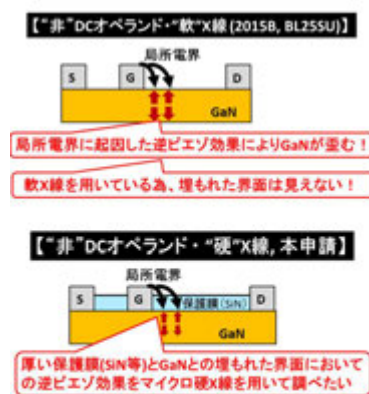 【“非”DCオペランド・“軟”X線 (2015B, BL25SU)】
局所電界
S
G
D
GaN
局所電界に起因した逆ピエゾ効果によりGaNが歪む！
軟X線を用いている為、埋もれた界面は見えない！
【“非”DCオペランド・“硬”X線, 本申請】
局所電界
S
G
保護膜(SiN)
D
GaN
厚い保護膜(SiN等)とGaNとの埋もれた界面において
の逆ピエゾ効果をマイクロ硬X線を用いて調べたい